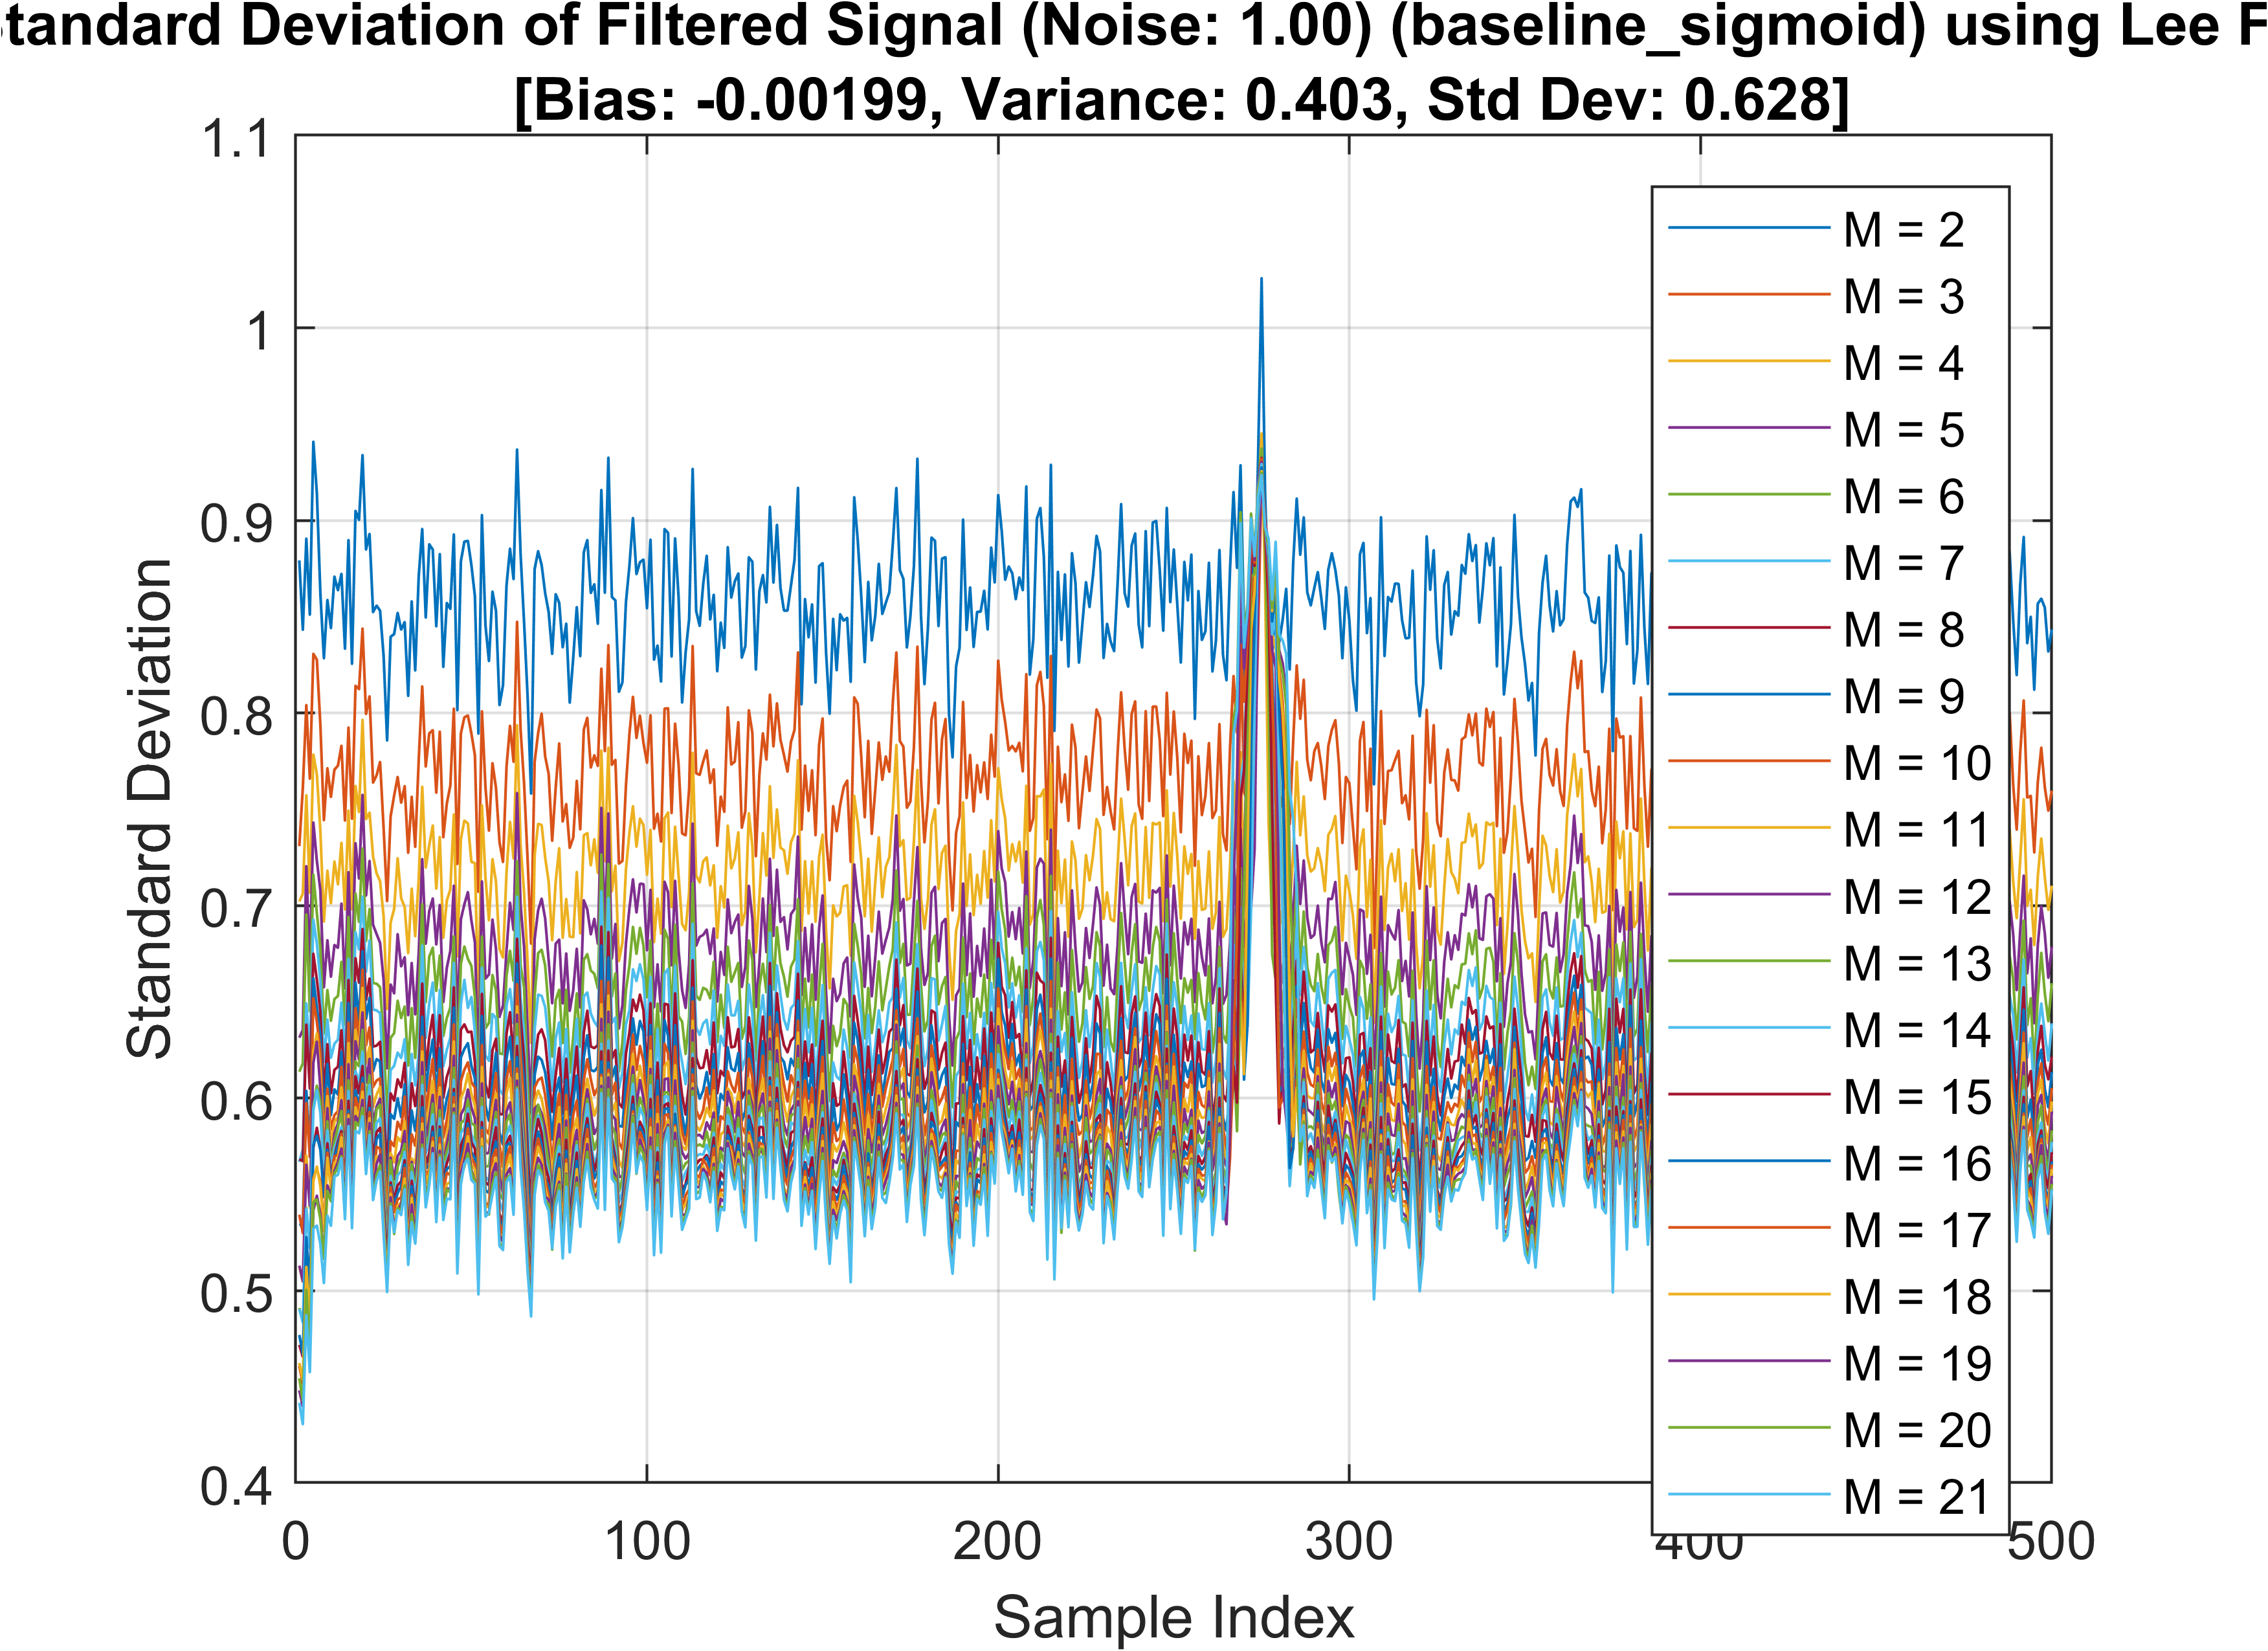 tandard Deviation of Filtered Signal (Noise: 1.00) (baseline_sigmoid) using Lee F
[Bias: -0.00199, Variance: 0.403, Std Dev: 0.628]
1.1
1
0.9
0.8
0.7
0.6
0.5
0.4
Standard Deviation
0
100
200
300
400
500
Sample Index
M = 2
M = 3
M = 4
M = 5
M = 6
M = 7
M = 8
M = 9
M = 10
M = 11
M = 12
M = 13
M = 14
M = 15
M = 16
M = 17
M = 18
M = 19
M = 20
M = 21